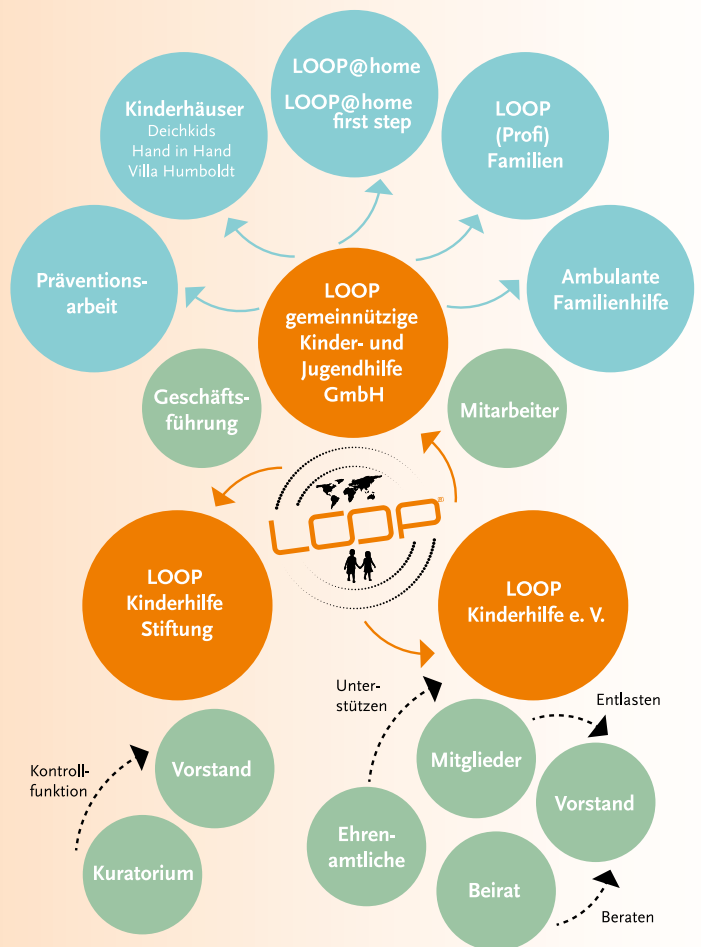 LOOP@home
LOOP@home
first step
Kinderhäuser
Deichkids
Hand in Hand
Villa Humboldt
LOOP
(Profi)
Familien
Präventions-
arbeit
Ambulante
Familienhilfe
LOOP
gemeinnützige
Kinder- und
Jugendhilfe
GmbH
Geschäfts-
führung
Mitarbeiter
LOOP®
LOOP
Kinderhilfe
Stiftung
LOOP
Kinderhilfe e. V.
Unter-
stützen
Entlasten
Kontroll-
funktion
Vorstand
Mitglieder
Vorstand
Kuratorium
Ehren-
amtliche
Beirat
Beraten